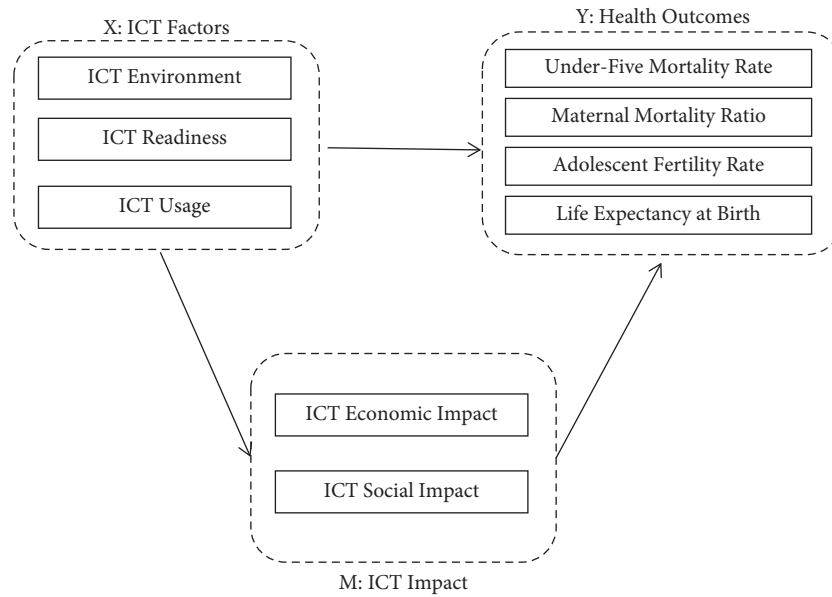 X: ICT Factors
ICT Environment
ICT Readiness
ICT Usage
Y: Health Outcomes
Under-Five Mortality Rate
Maternal Mortality Ratio
Adolescent Fertility Rate
Life Expectancy at Birth
ICT Economic Impact
ICT Social Impact
M: ICT Impact